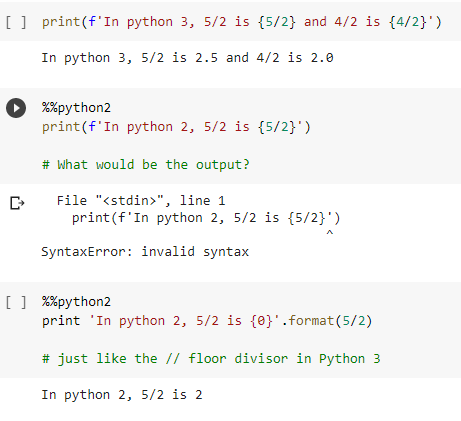 [ ] print(f'In python 3, 5/2 is {5/2} and 4/2 is {4/2}')
In python 3, 5/2 is 2.5 and 4/2 is 2.0
%%python2
print(f'In python 2, 5/2 is {5/2}')
# What would be the output?
File "<stdin>", line 1
print(f'In python 2, 5/2 is {5/2}')
^
SyntaxError: invalid syntax
[ ] %%python2
print 'In python 2, 5/2 is {0}'.format(5/2)
# just like the // floor divisor in Python 3
In python 2, 5/2 is 2